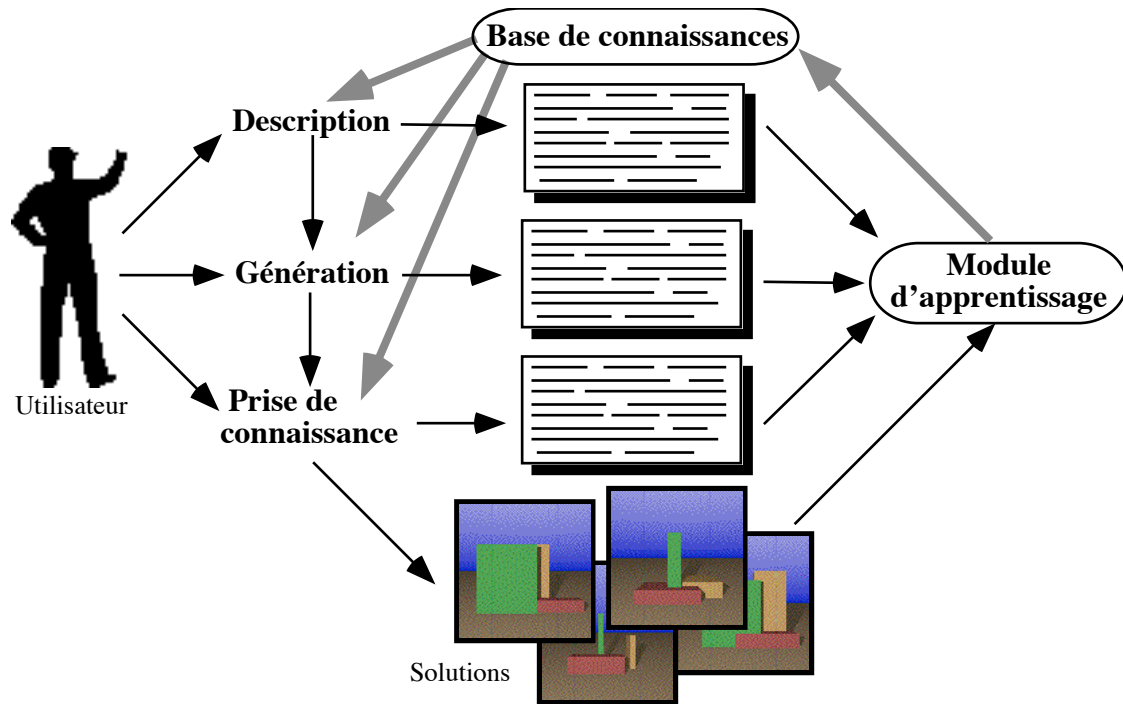 Base de connaissances
Description
Génération
Module
d'apprentissage
Prise de
connaissance
Utilisateur
Solutions